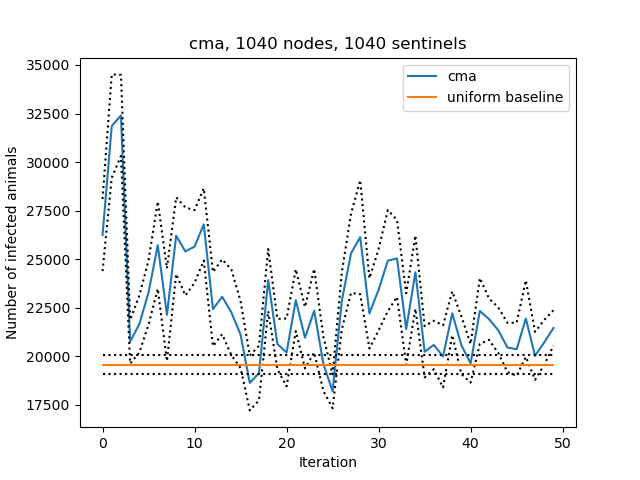 cma, 1040 nodes, 1040 sentinels
cma
uniform baseline
Number of infected animals
35000
32500
30000
27500
25000
22500
20000
17500
0 10 20 30 40 50
Iteration